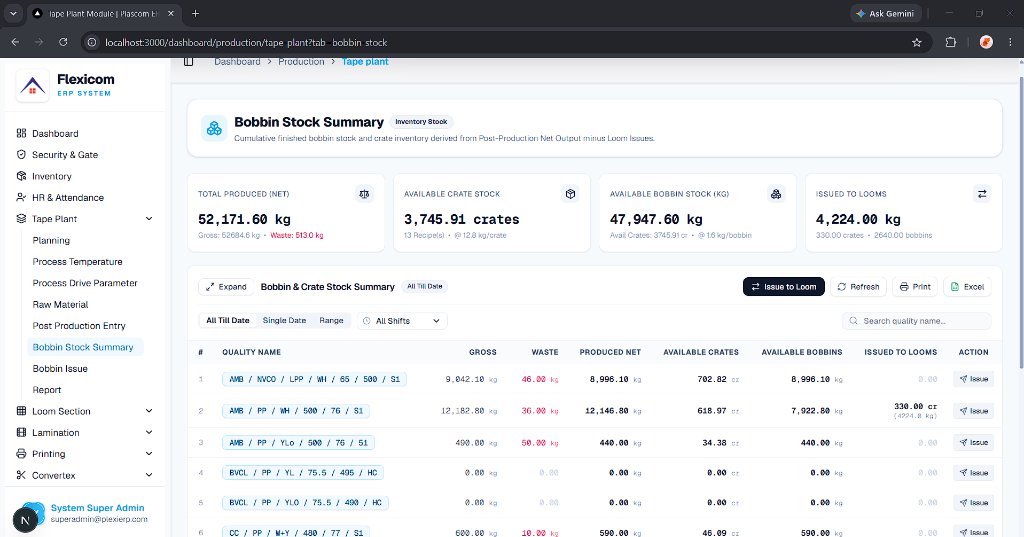 Tape Plant Module | Plascom E
Ask Gemini
localhost:3000/dashboard/production/tape_plant?tab=bobbin_stock
Flexicom
ERP SYSTEM
Dashboard
Security & Gate
Inventory
HR & Attendance
Tape Plant
Planning
Process Temperature
Process Drive Parameter
Raw Material
Post Production Entry
Bobbin Stock Summary
Bobbin Issue
Report
Loom Section
Lamination
Printing
Convertex
N
System Super Admin
superadmin@plexierp.com
Dashboard > Production > Tape plant
Bobbin Stock Summary Inventory Stock
Cumulative finished bobbin stock and crate inventory derived from Post-Production Net Output minus Loom Issues.
TOTAL PRODUCED (NET)
52,171.60 kg
Gross: 52684.6 kg • Waste: 513.0 kg
AVAILABLE CRATE STOCK
3,745.91 crates
13 Recipe(s) • @ 12.8 kg/crate
AVAILABLE BOBBIN STOCK (KG)
47,947.60 kg
Avail Crates: 3745.91 cr • @ 1.6 kg/bobbin
ISSUED TO LOOMS
4,224.00 kg
330.00 crates • 2640.00 bobbins
Expand Bobbin & Crate Stock Summary All Till Date Issue to Loom Refresh Print Excel
All Till Date Single Date Range All Shifts Search quality name...
# QUALITY NAME GROSS WASTE PRODUCED NET AVAILABLE CRATES AVAILABLE BOBBINS ISSUED TO LOOMS ACTION
1 AMB / NVCO / LPP / WH / 65 / 500 / S1 9,042.10 kg 46.00 kg 8,996.10 kg 702.82 cr 8,996.10 kg 0.00 Issue
2 AMB / PP / WH / 500 / 76 / S1 12,182.80 kg 36.00 kg 12,146.80 kg 618.97 cr 7,922.80 kg 330.00 cr Issue
(4224.0 kg)
3 AMB / PP / YLo / 500 / 76 / S1 490.00 kg 50.00 kg 440.00 kg 34.38 cr 440.00 kg 0.00 Issue
4 BVCL / PP / YL / 75.5 / 495 / HC 0.00 kg 0.00 0.00 kg 0.00 cr 0.00 kg 0.00 Issue
5 BVCL / PP / YLO / 75.5 / 490 / HC 0.00 kg 0.00 0.00 kg 0.00 cr 0.00 kg 0.00 Issue
6 CC / PP / M+Y / 480 / 77 / S1 600.00 kg 10.00 kg 590.00 kg 46.09 cr 590.00 kg 0.00 Issue